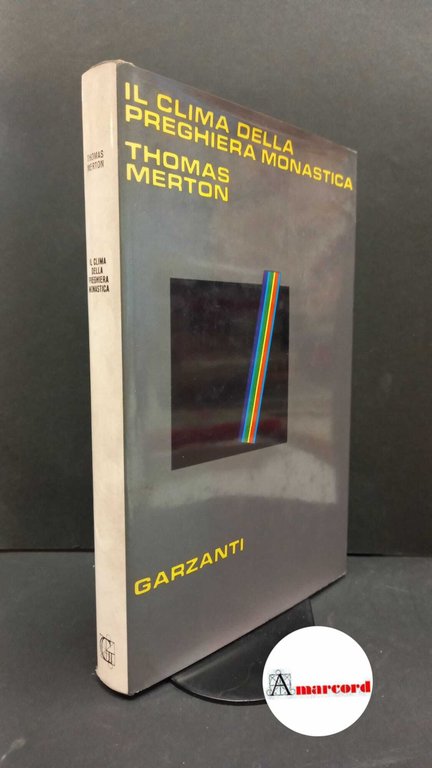 IL CLIMA DELLA
PREGHIERA MONASTICA
THOMAS
MERTON
GARZANTI
THOMAS
MERTON
IL CLIMA
DELLA
PREGHIERA
MONASTICA
Amarcord